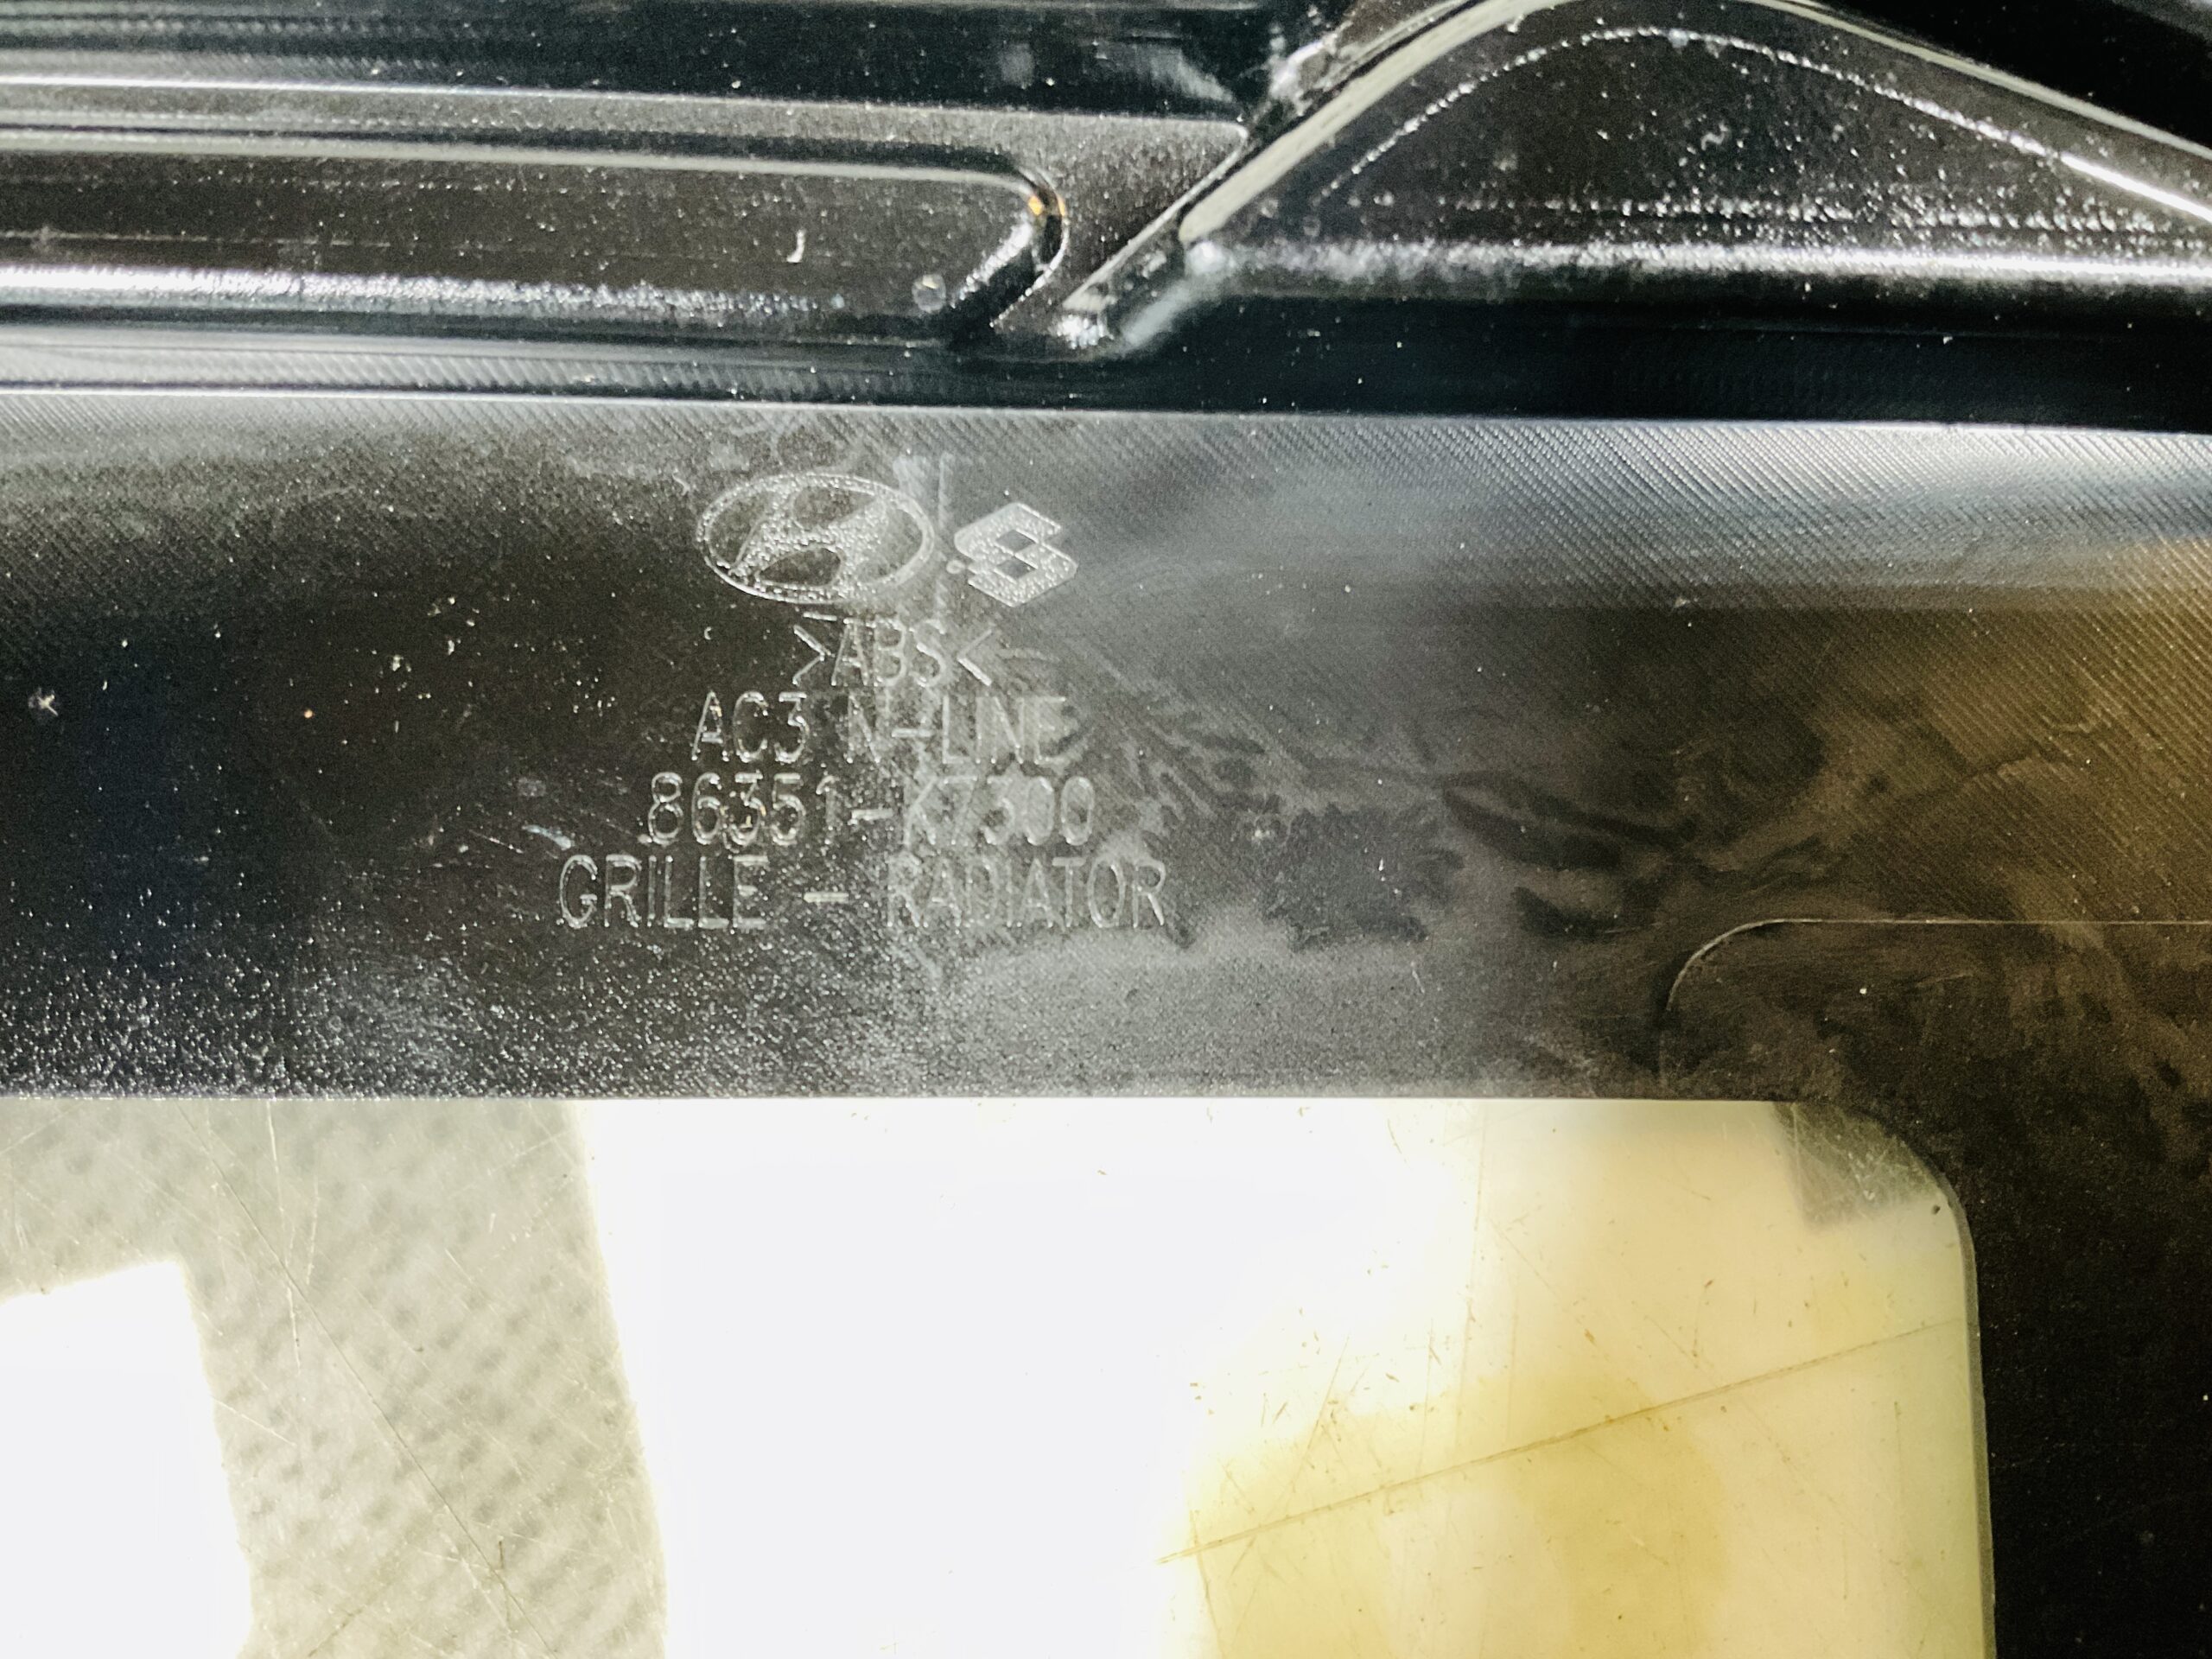 >ABS<
AC3 N-LINE
86351-K7300
GRILLE - RADIATOR